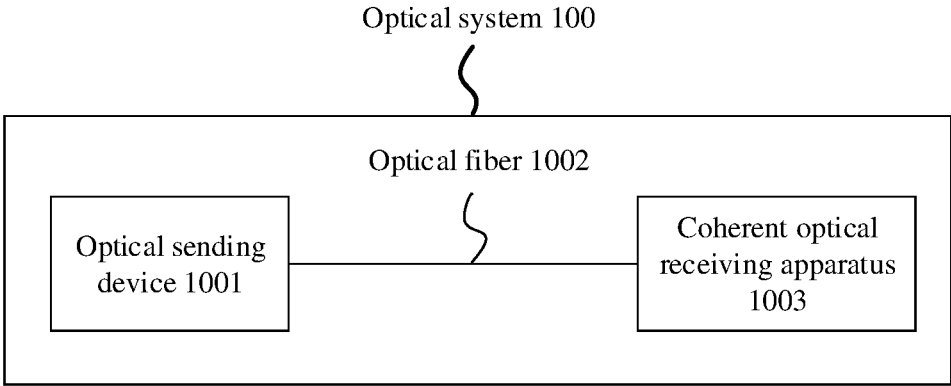 Optical system 100
Optical fiber 1002
Optical sending
device 1001
Coherent optical
receiving apparatus
1003